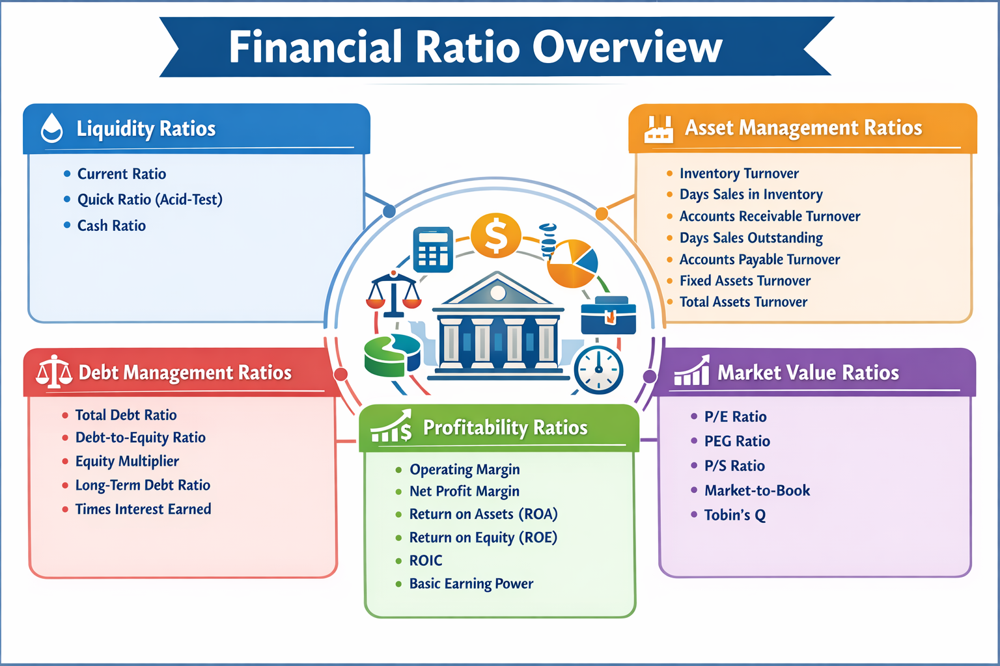 Financial Ratio Overview
Liquidity Ratios
Current Ratio
Quick Ratio (Acid-Test)
Cash Ratio
Asset Management Ratios
Inventory Turnover
Days Sales in Inventory
Accounts Receivable Turnover
Days Sales Outstanding
Accounts Payable Turnover
Fixed Assets Turnover
Total Assets Turnover
$
Debt Management Ratios
Total Debt Ratio
Debt-to-Equity Ratio
Equity Multiplier
Long-Term Debt Ratio
Times Interest Earned
$
Profitability Ratios
Operating Margin
Net Profit Margin
Return on Assets (ROA)
Return on Equity (ROE)
ROIC
Basic Earning Power
Market Value Ratios
P/E Ratio
PEG Ratio
P/S Ratio
Market-to-Book
Tobin's Q